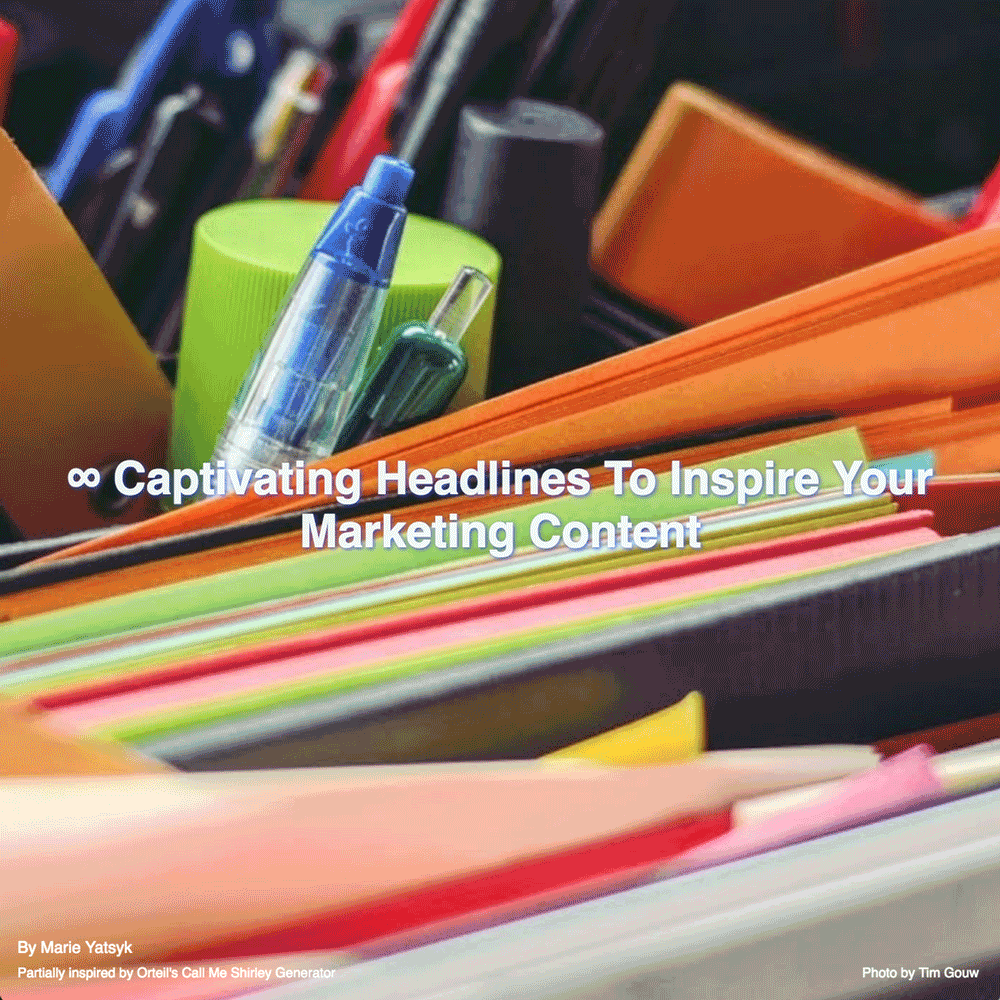 ∞ Captivating Headlines To Inspire Your
Marketing Content
By Marie Yatsyk
Partially inspired by Orteil's Call Me Shirley Generator
Photo by Tim Gouw